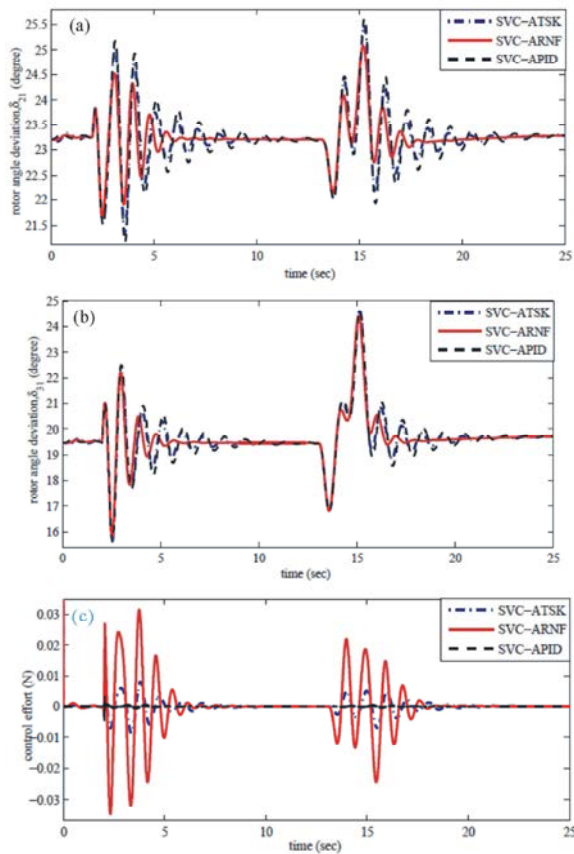 (a)
SVC−ATSK
SVC−ARNF
SVC−APID
rotor angle deviation,δ21 (degree)
25.5
25
24.5
24
23.5
23
22.5
22
21.5
5
10
15
20
25
time (sec)
(b)
SVC−ATSK
SVC−ARNF
SVC−APID
rotor angle deviation,δ31 (degree)
25
24
23
22
21
20
19
18
17
16
0
5
10
15
20
25
time (sec)
(c)
SVC−ATSK
SVC−ARNF
SVC−APID
control effort (N)
0.03
0.02
0.01
0
−0.01
−0.02
−0.03
0
5
10
15
20
25
time (sec)